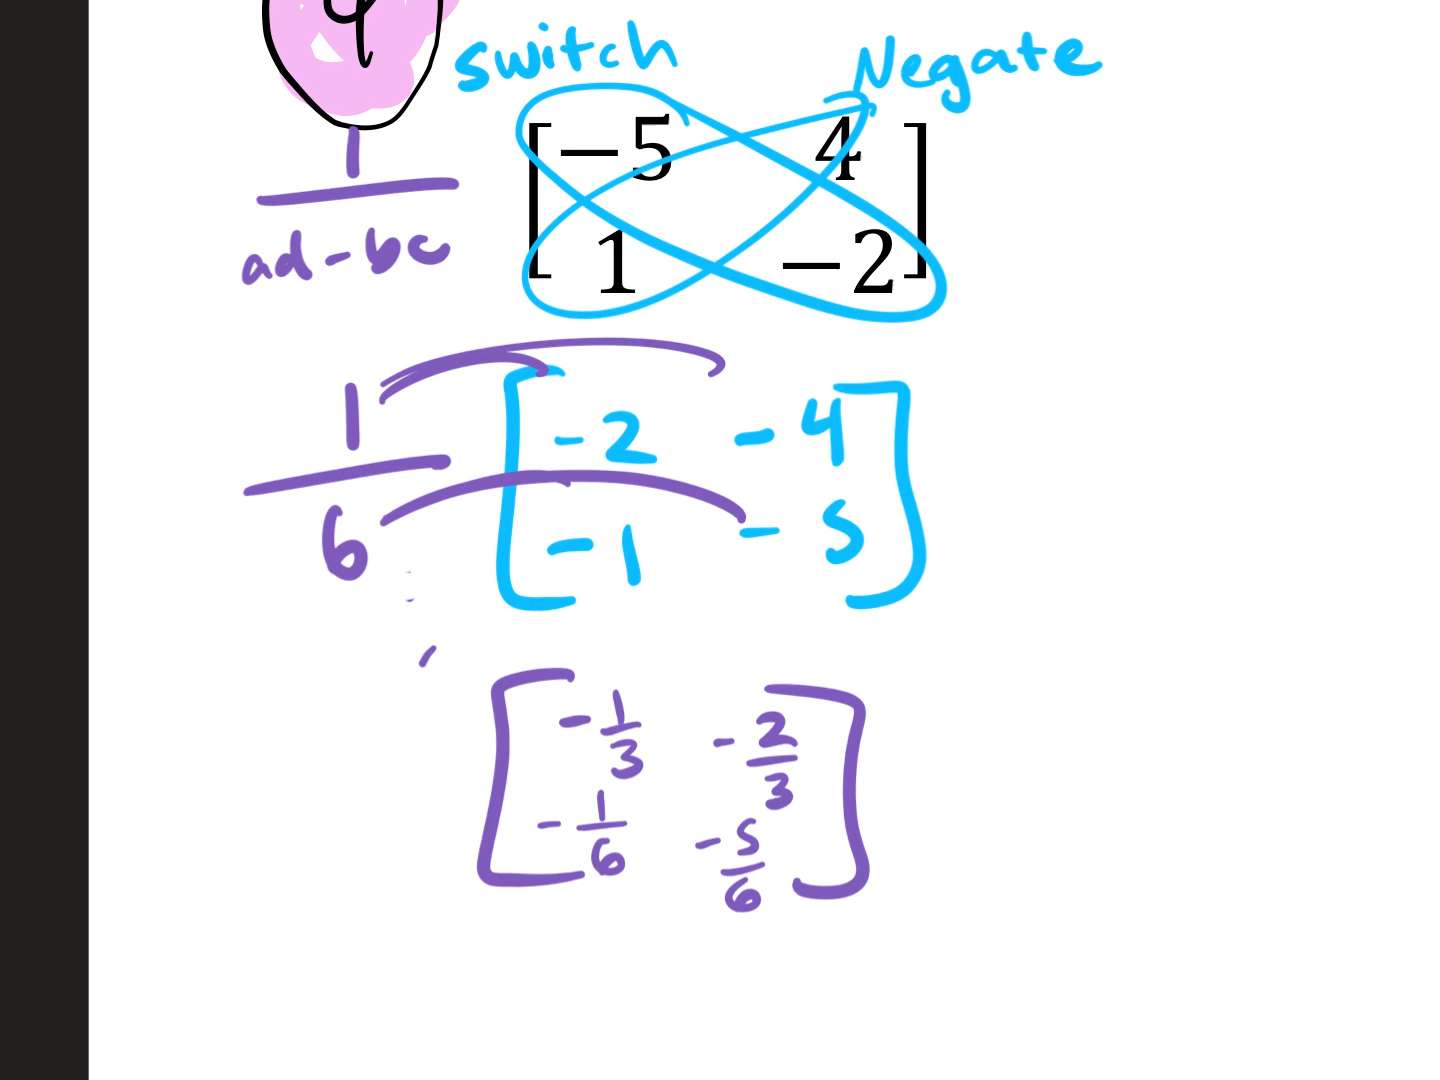 4
switch Negate
[ −5 4 ]
[ 1 −2 ]
1
ad - bc
1/6 [ -2 -4 ]
[ -1 -5 ]
[ -1/3 -2/3 ]
[ -1/6 -5/6 ]